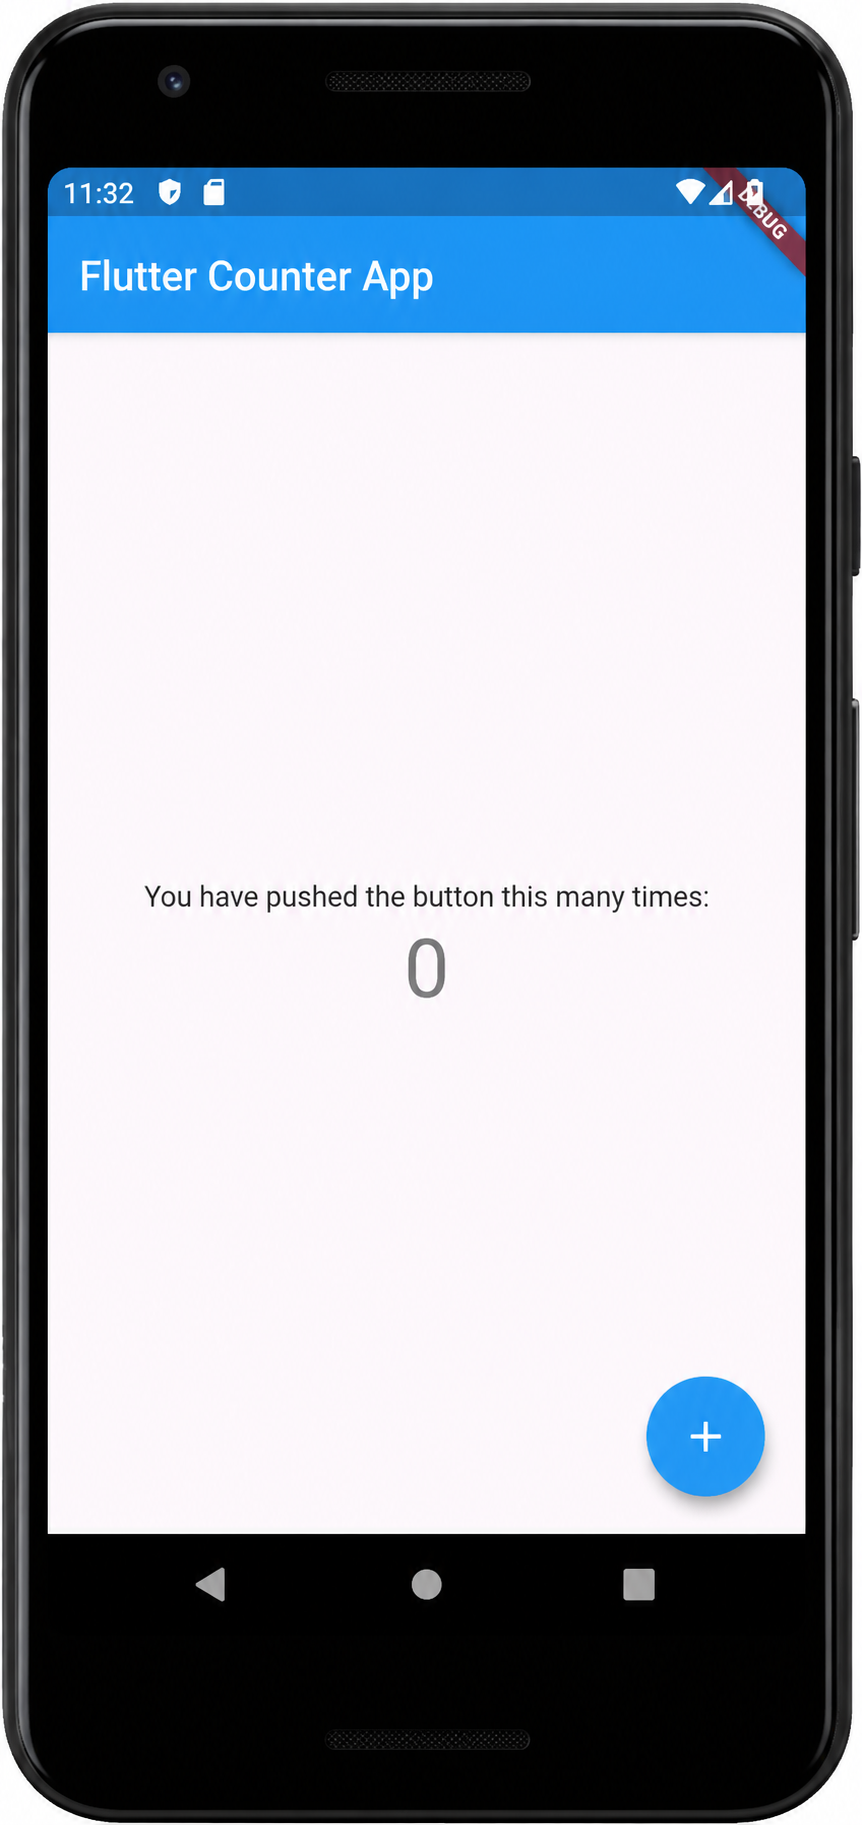 11:32
DEBUG
Flutter Counter App
You have pushed the button this many times:
0